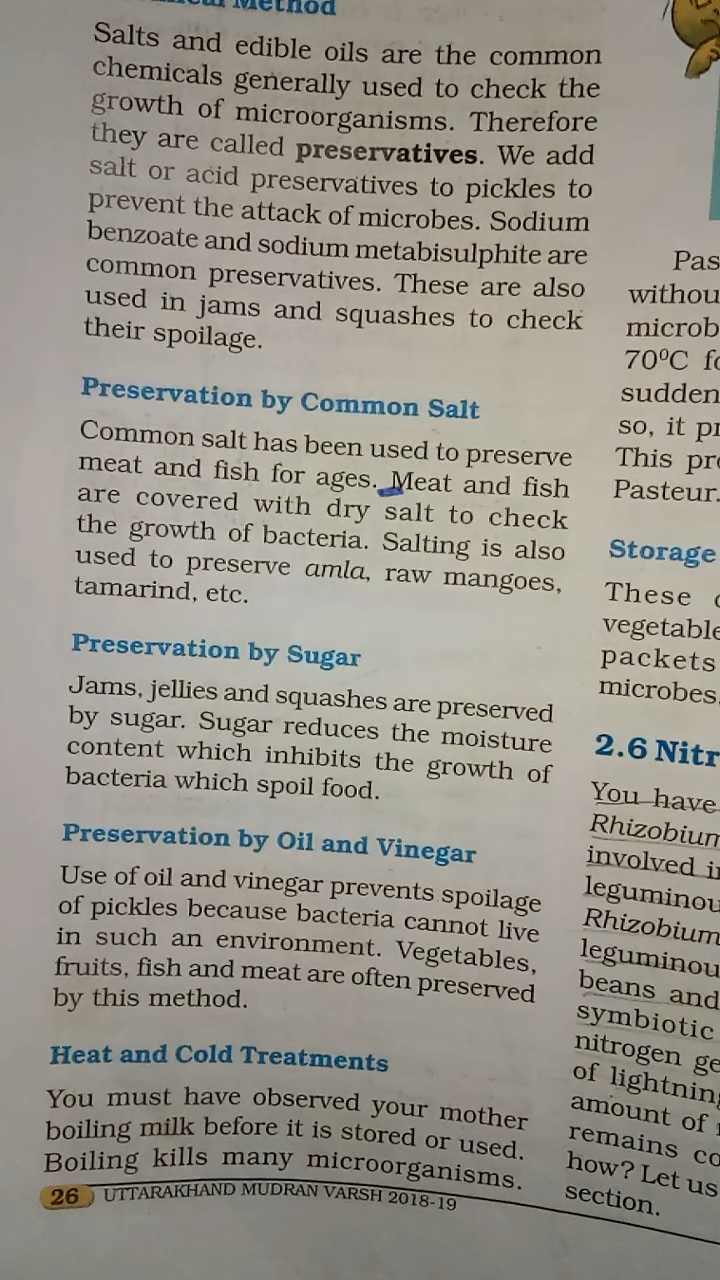 Method
Salts and edible oils are the common
chemicals generally used to check the
growth of microorganisms. Therefore
they are called preservatives. We add
salt or acid preservatives to pickles to
prevent the attack of microbes. Sodium
benzoate and sodium metabisulphite are
common preservatives. These are also
used in jams and squashes to check
their spoilage.
Preservation by Common Salt
Common salt has been used to preserve
meat and fish for ages. Meat and fish
are covered with dry salt to check
the growth of bacteria. Salting is also
used to preserve amla, raw mangoes,
tamarind, etc.
Preservation by Sugar
Jams, jellies and squashes are preserved
by sugar. Sugar reduces the moisture
content which inhibits the growth of
bacteria which spoil food.
Preservation by Oil and Vinegar
Use of oil and vinegar prevents spoilage
of pickles because bacteria cannot live
in such an environment. Vegetables,
fruits, fish and meat are often preserved
by this method.
Heat and Cold Treatments
You must have observed your mother
boiling milk before it is stored or used.
Boiling kills many microorganisms.
26 UTTARAKHAND MUDRAN VARSH 2018-19
Pas
withou
microb
70⁰C fo
sudden
so, it pr
This pro
Pasteur.
Storage
These
vegetable
packets
microbes.
2.6 Nitr
You have
Rhizobium
involved in
leguminou
Rhizobium
leguminou
beans and
symbiotic
nitrogen ge
of lightning
amount of
remains co
how? Let us
section.